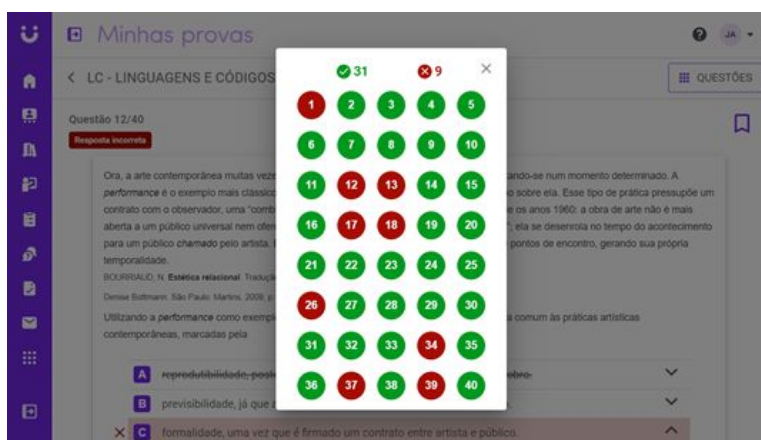 Minhas provas
JA
LC - LINGUAGENS E CÓDIGOS
QUESTÕES
Questão 12/40
Resposta incorreta
31 9
1 2 3 4 5
6 7 8 9 10
11 12 13 14 15
16 17 18 19 20
21 22 23 24 25
26 27 28 29 30
31 32 33 34 35
36 37 38 39 40
Ora, a arte contemporânea muitas veze ando-se num momento determinado. A
performance é o exemplo mais clássico o sobre ela. Esse tipo de prática pressupõe um
contrato com o observador, uma "comb e os anos 1960: a obra de arte não é mais
aberta a um público universal nem ofer "; ela se desenrola no tempo do acontecimento
para um público chamado pelo artista. pontos de encontro, gerando sua própria
temporalidade.
BOURRIAUD, N. Estética relacional. Traduçã
Denise Bottmann. São Paulo: Martins, 2009, p
Utilizando a performance como exempl a comum às práticas artísticas
contemporâneas, marcadas pela
A reprodutibilidade, post obra.
B previsibilidade, já que
C formalidade, uma vez que é firmado um contrato entre artista e público.